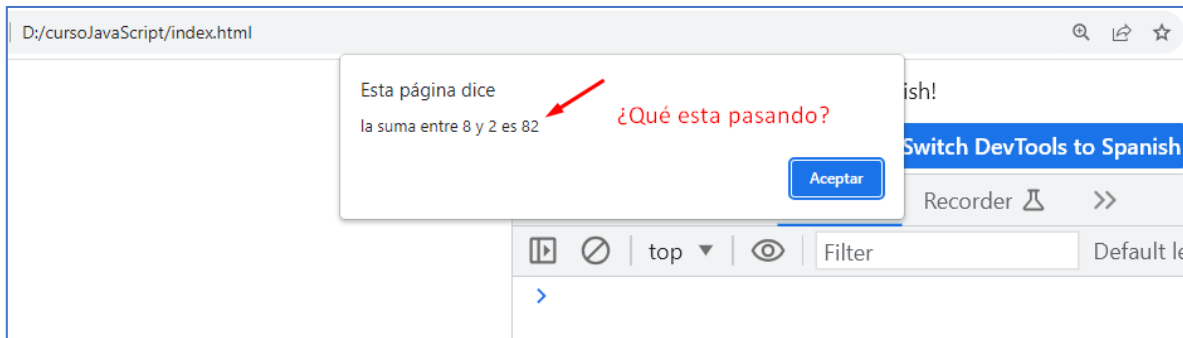 D:/cursoJavaScript/index.html
Esta página dice
la suma entre 8 y 2 es 82
¿Qué esta pasando?
Aceptar
ish!
Switch DevTools to Spanish
Recorder
top
Filter
Default le